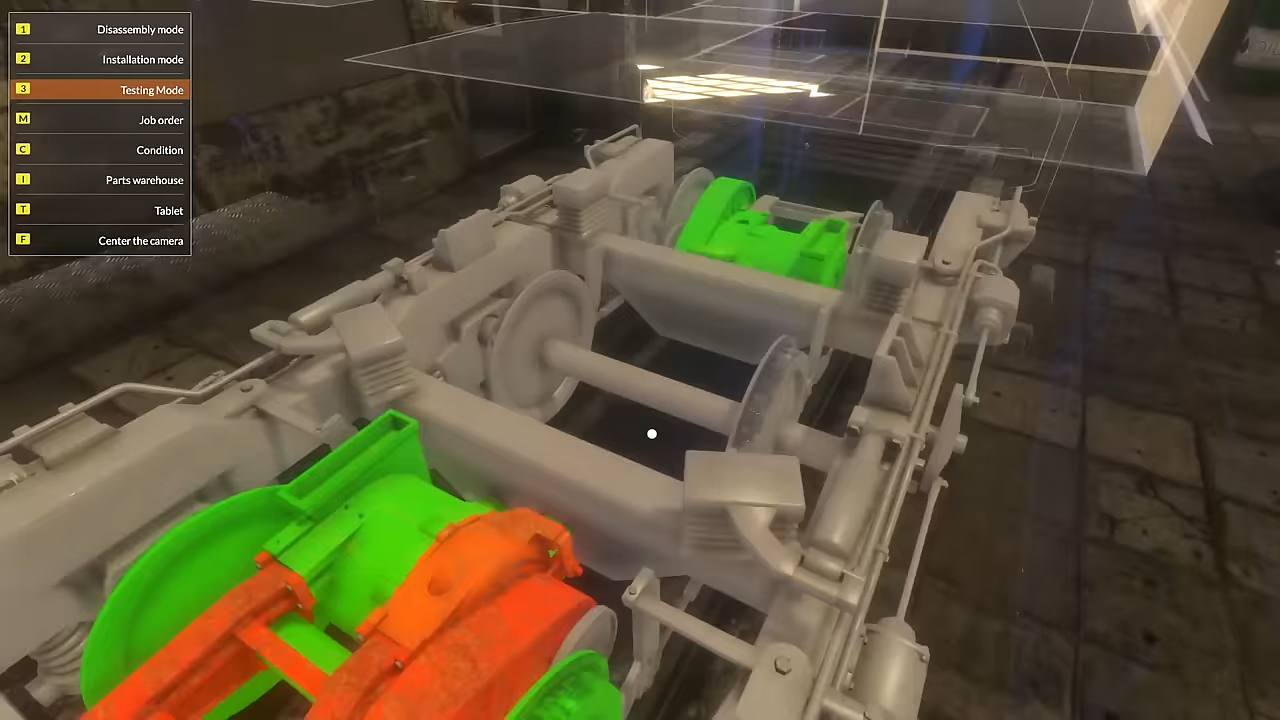 1 Disassembly mode
2 Installation mode
3 Testing Mode
M Job order
C Condition
I Parts warehouse
T Tablet
F Center the camera